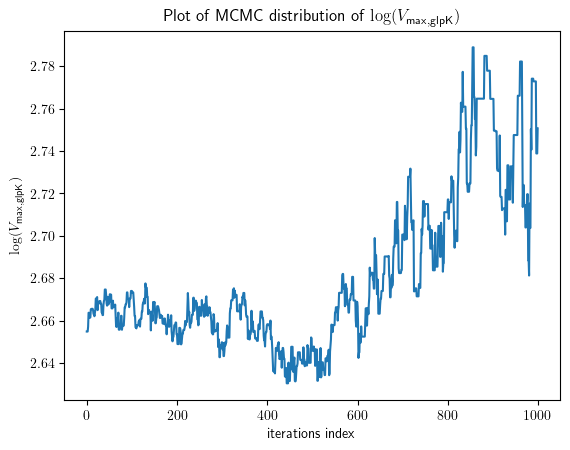 Plot of MCMC distribution of log(V_max,glpK)
log(V_max,glpK)
2.78
2.76
2.74
2.72
2.70
2.68
2.66
2.64
0 200 400 600 800 1000
iterations index